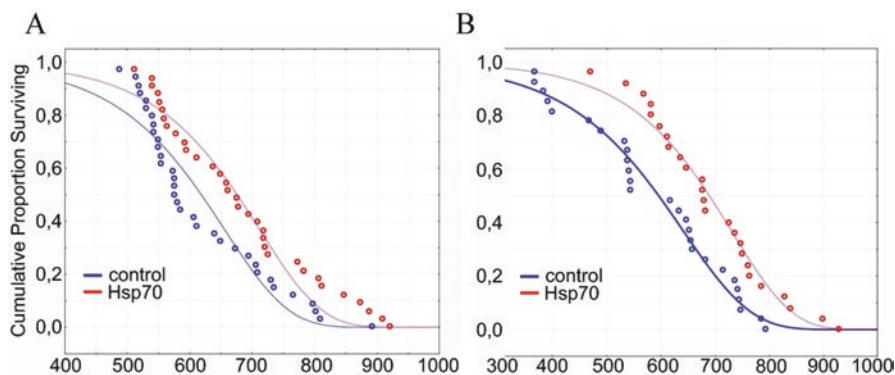 A
Cumulative Proportion Surviving
1,0
0,8
0,6
0,4
0,2
0,0
control
Hsp70
400 500 600 700 800 900 1000
B
1,0
0,8
0,6
0,4
0,2
0,0
control
Hsp70
300 400 500 600 700 800 900 1000